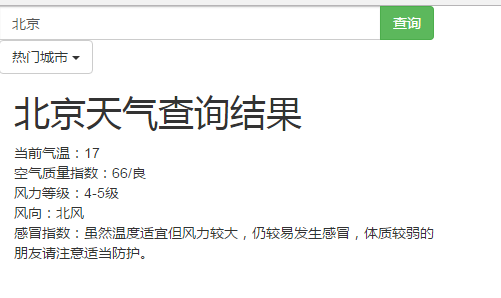 北京
查询
热门城市
北京天气查询结果
当前气温：17
空气质量指数：66/良
风力等级：4-5级
风向：北风
感冒指数：虽然温度适宜但风力较大，仍较易发生感冒，体质较弱的
朋友请注意适当防护。